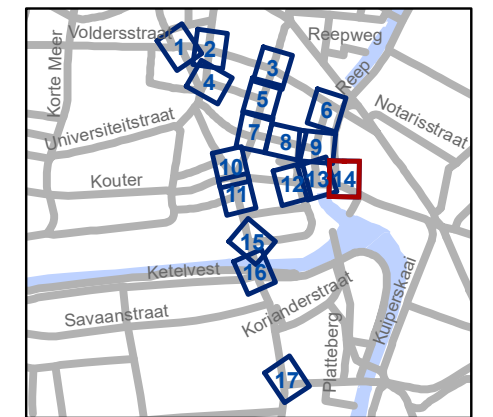 Voldersstraat
Reepweg
Korte Meer
Reep
Notarisstraat
Universiteitstraat
Kouter
Ketelvest
Savaanstraat
Korianderstraat
Platteberg
Kuiperskaai
1
2
3
4
5
6
7
8
9
10
11
12
13
14
15
16
17